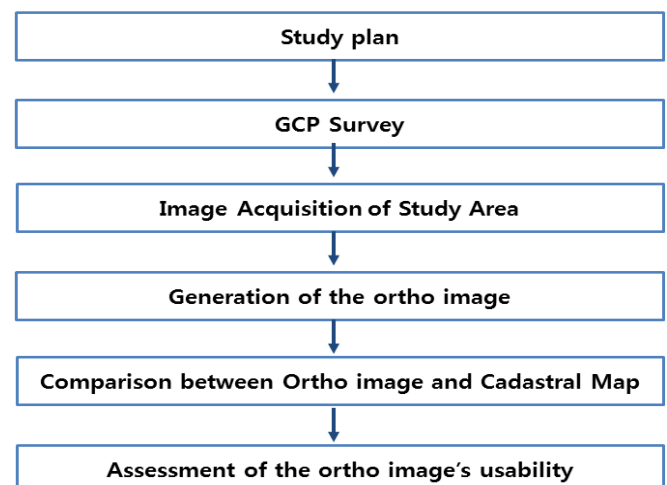 Study plan
GCP Survey
Image Acquisition of Study Area
Generation of the ortho image
Comparison between Ortho image and Cadastral Map
Assessment of the ortho image's usability